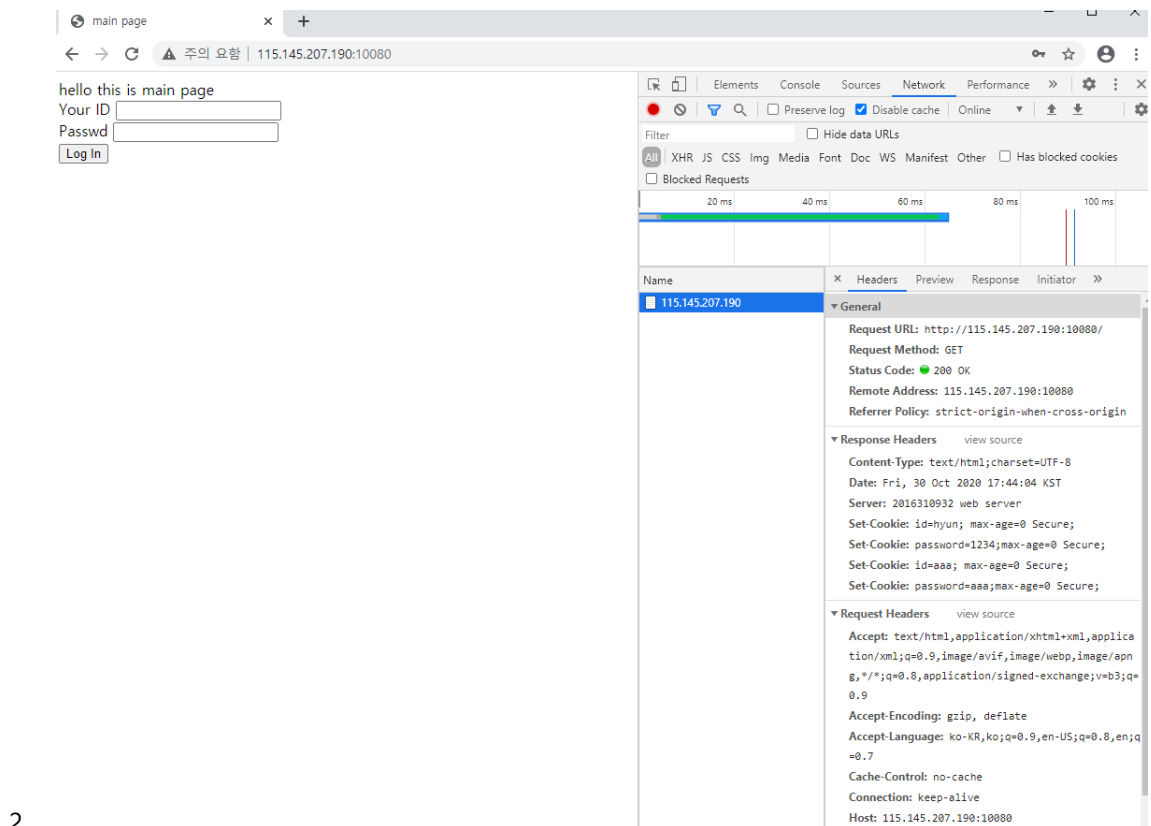 main page
주의 요함 | 115.145.207.190:10080
hello this is main page
Your ID
Passwd
Log In
Elements Console Sources Network Performance »
Preserve log Disable cache Online
Filter Hide data URLs
All XHR JS CSS Img Media Font Doc WS Manifest Other Has blocked cookies
Blocked Requests
20 ms 40 ms 60 ms 80 ms 100 ms
Name
115.145.207.190
× Headers Preview Response Initiator »
General
Request URL: http://115.145.207.190:10080/
Request Method: GET
Status Code: 200 OK
Remote Address: 115.145.207.190:10080
Referrer Policy: strict-origin-when-cross-origin
Response Headers view source
Content-Type: text/html;charset=UTF-8
Date: Fri, 30 Oct 2020 17:44:04 KST
Server: 2016310932 web server
Set-Cookie: id=hyun; max-age=0 Secure;
Set-Cookie: password=1234;max-age=0 Secure;
Set-Cookie: id=aaa; max-age=0 Secure;
Set-Cookie: password=aaa;max-age=0 Secure;
Request Headers view source
Accept: text/html,application/xhtml+xml,applica
tion/xml;q=0.9,image/avif,image/webp,image/apn
g,*/*;q=0.8,application/signed-exchange;v=b3;q=
0.9
Accept-Encoding: gzip, deflate
Accept-Language: ko-KR,ko;q=0.9,en-US;q=0.8,en;q
=0.7
Cache-Control: no-cache
Connection: keep-alive
Host: 115.145.207.190:10080
2